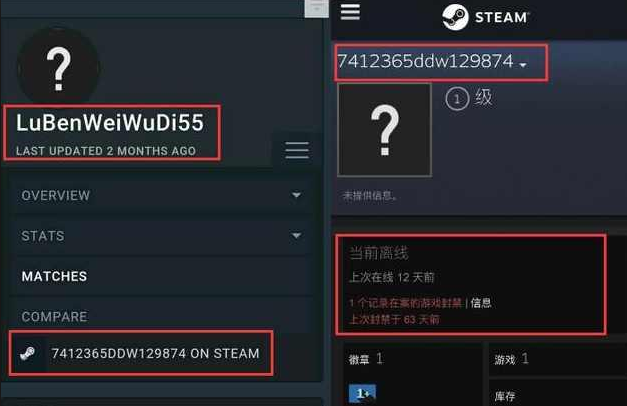 ?
LuBenWeiWuDi55
LAST UPDATED 2 MONTHS AGO
OVERVIEW
STATS
MATCHES
COMPARE
7412365DDW129874 ON STEAM
STEAM
7412365ddw129874
?
1 级
未提供信息。
当前离线
上次在线 12 天前
1 个记录在案的游戏封禁 | 信息
上次封禁于 63 天前
徽章 1
游戏 1
1+
库存